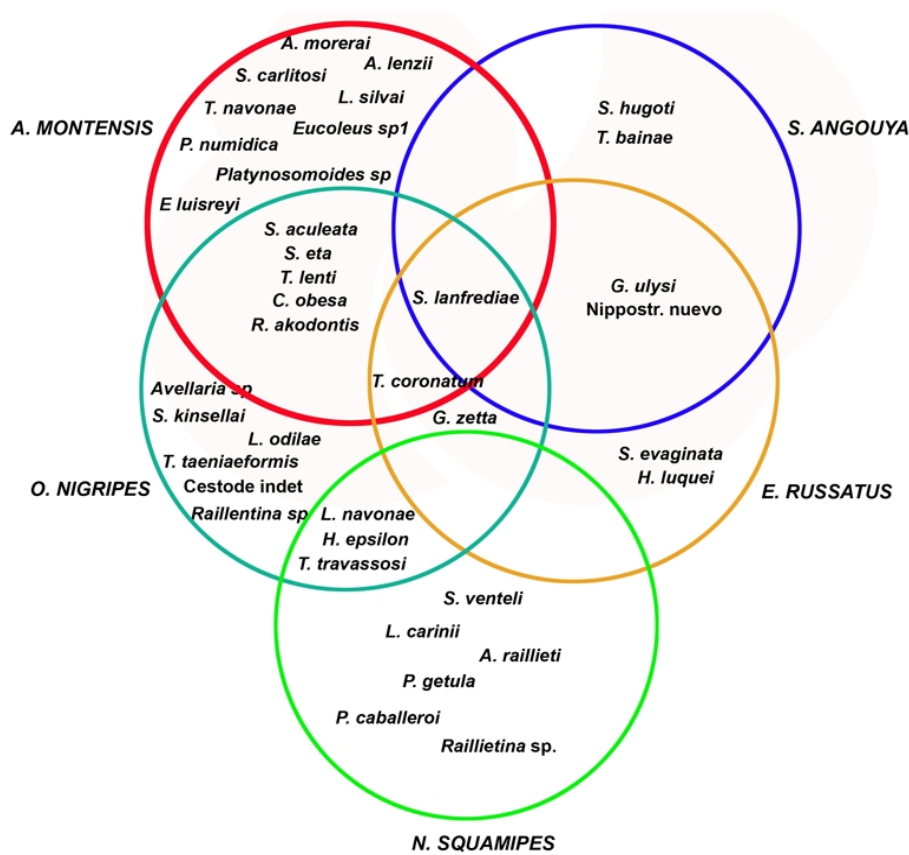 A. morerai
A. lenzii
S. carlitosi
L. silvai
T. navonae
Eucoleus sp1
P. numidica
Platynosomoides sp
E luisreyi
A. MONTENSIS
S. hugoti
T. bainae
S. ANGOUYA
S. aculeata
S. eta
T. lenti
C. obesa
R. akodontis
S. lanfrediae
G. ulysi
Nippostr. nuevo
T. coronatum
G. zetta
Avellaria sp
S. kinsellai
L. odilae
T. taeniaeformis
Cestode indet
Raillentina sp
O. NIGRIPES
S. evaginata
H. luquei
E. RUSSATUS
L. navonae
H. epsilon
T. travassosi
S. venteli
L. carinii
A. raillieti
P. getula
P. caballeroi
Raillietina sp.
N. SQUAMIPES